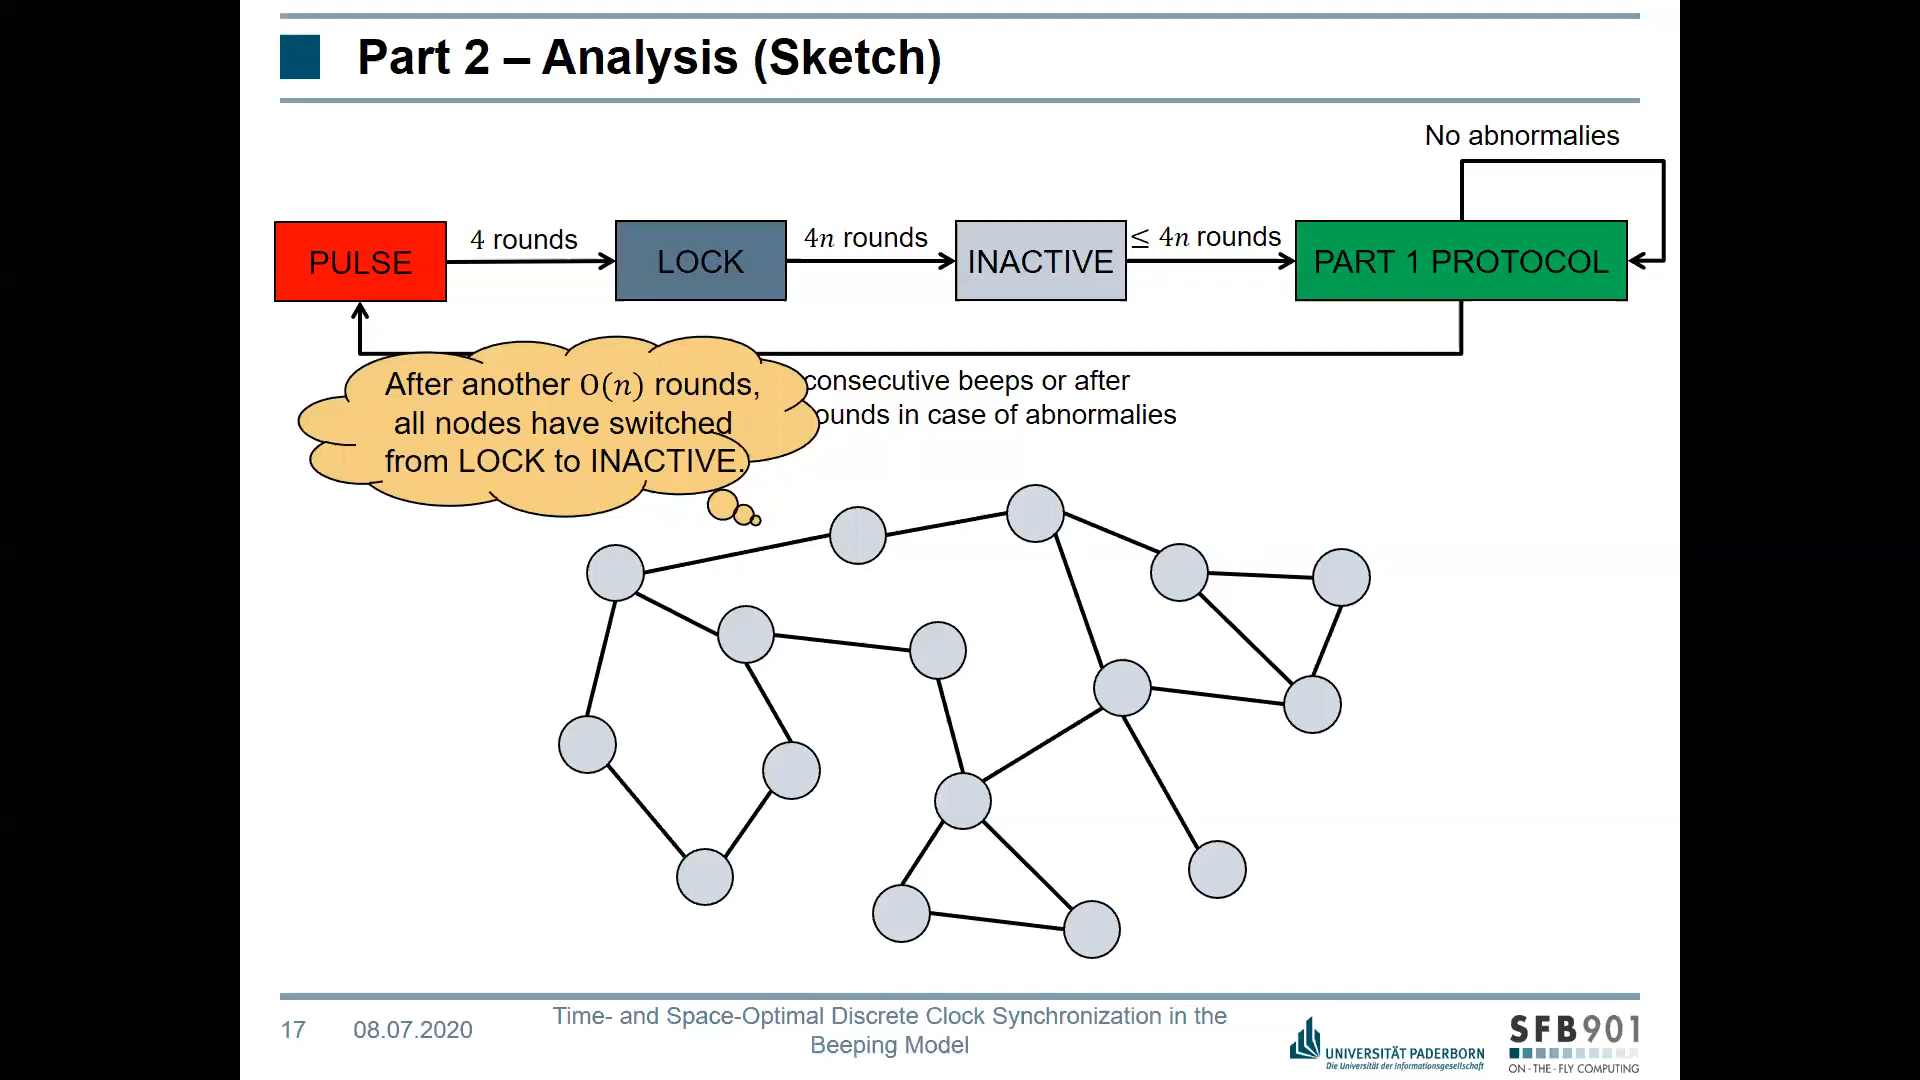 Part 2 – Analysis (Sketch)
No abnormalies
PULSE
4 rounds
LOCK
4n rounds
INACTIVE
≤ 4n rounds
PART 1 PROTOCOL
After another O(n) rounds,
all nodes have switched
from LOCK to INACTIVE.
consecutive beeps or after
in case of abnormalies
17
08.07.2020
Time- and Space-Optimal Discrete Clock Synchronization in the
Beeping Model
UNIVERSITÄT PADERBORN
Die Universität der Informationsgesellschaft
SFB901
ON-THE-FLY COMPUTING